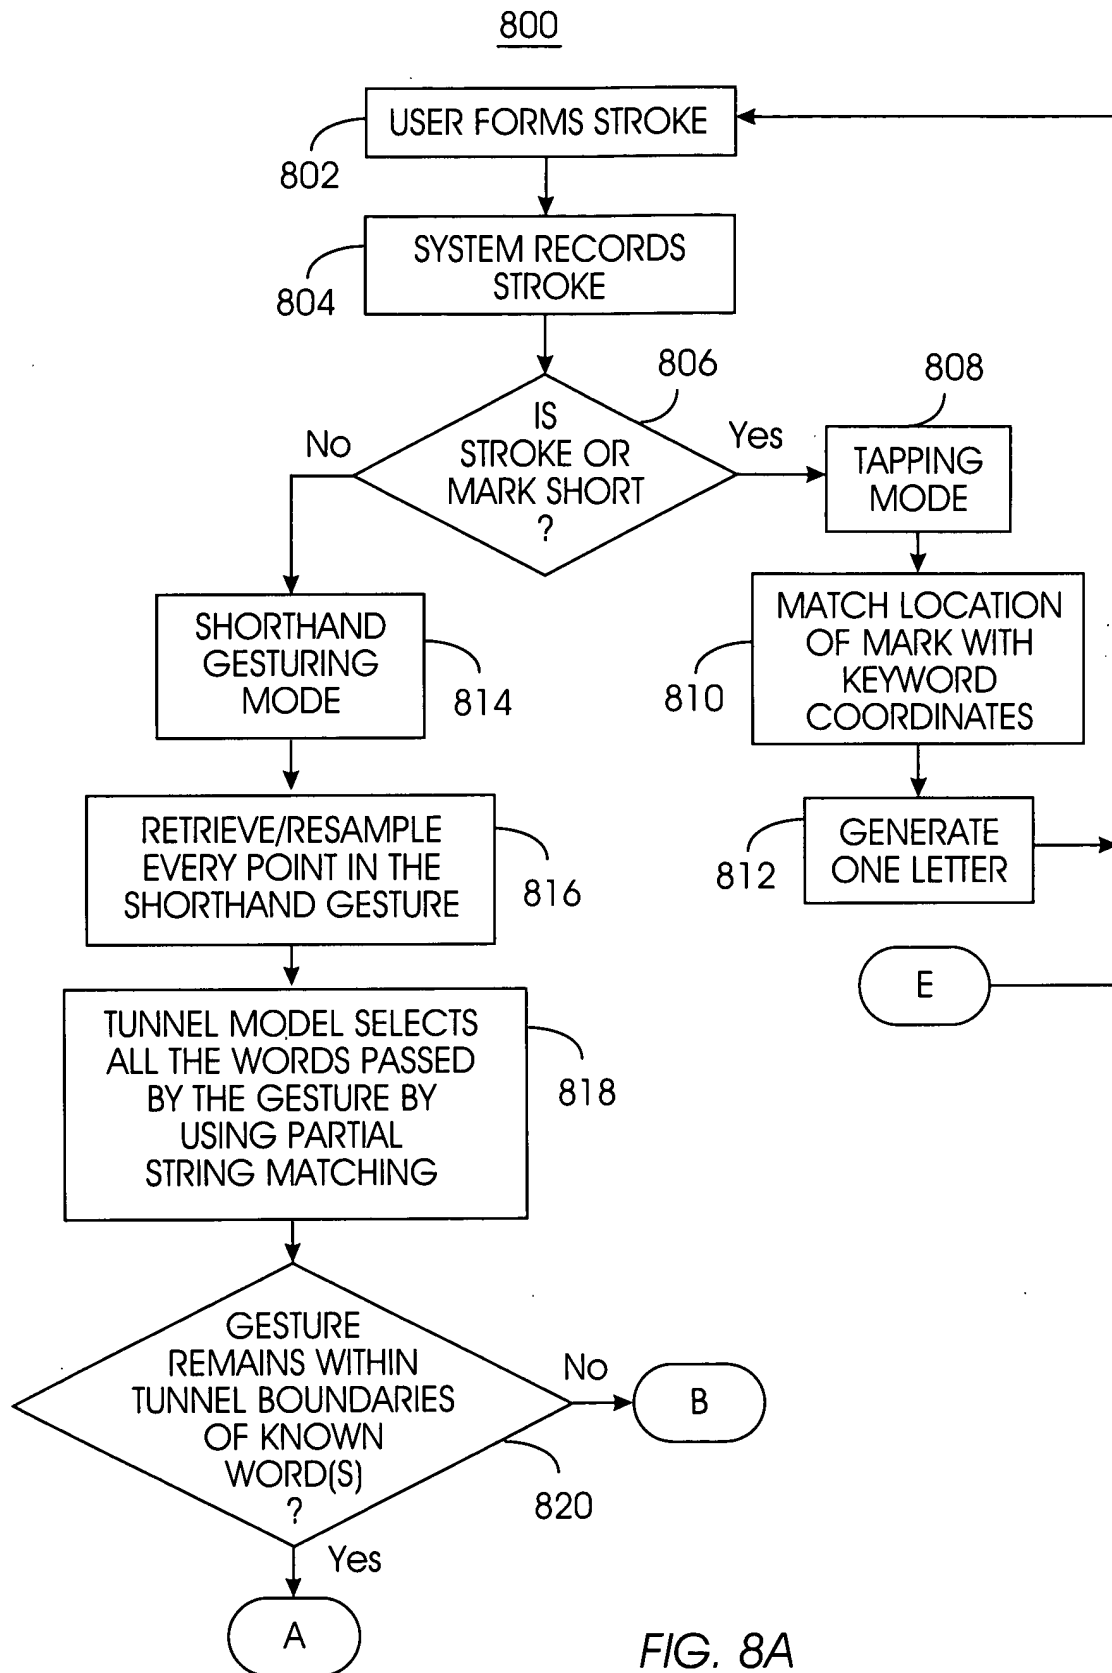 800
USER FORMS STROKE
802
SYSTEM RECORDS
STROKE
804
806
IS
STROKE OR
MARK SHORT
?
No
Yes
808
TAPPING
MODE
MATCH LOCATION
OF MARK WITH
KEYWORD
COORDINATES
810
GENERATE
ONE LETTER
812
E
SHORTHAND
GESTURING
MODE
814
RETRIEVE/RESAMPLE
EVERY POINT IN THE
SHORTHAND GESTURE
816
TUNNEL MODEL SELECTS
ALL THE WORDS PASSED
BY THE GESTURE BY
USING PARTIAL
STRING MATCHING
818
GESTURE
REMAINS WITHIN
TUNNEL BOUNDARIES
OF KNOWN
WORD(S)
?
No
B
820
Yes
A
FIG. 8A